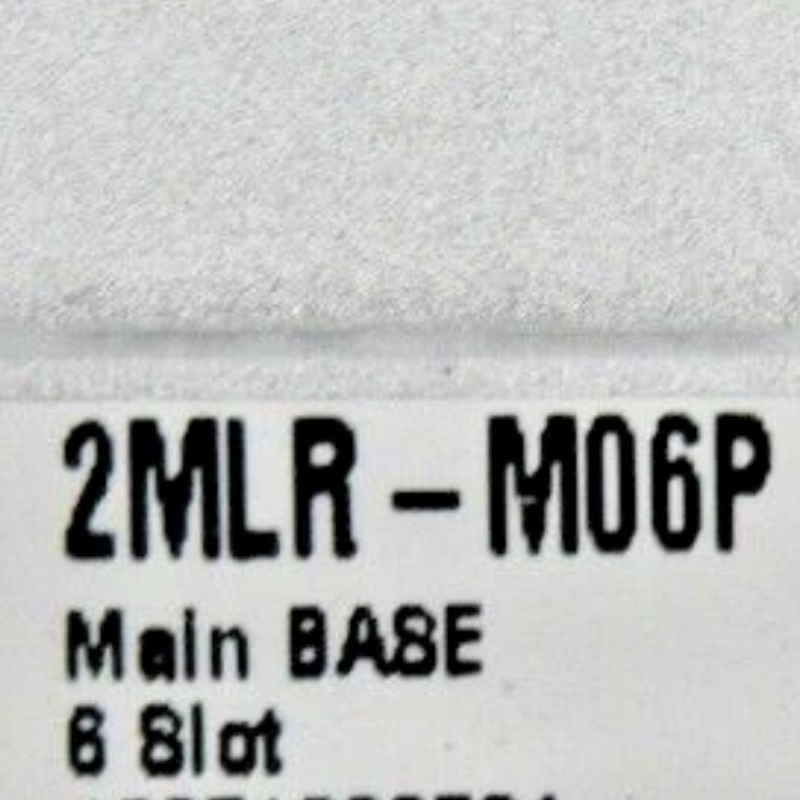 2MLR-M06P
Main BASE
6 Slot